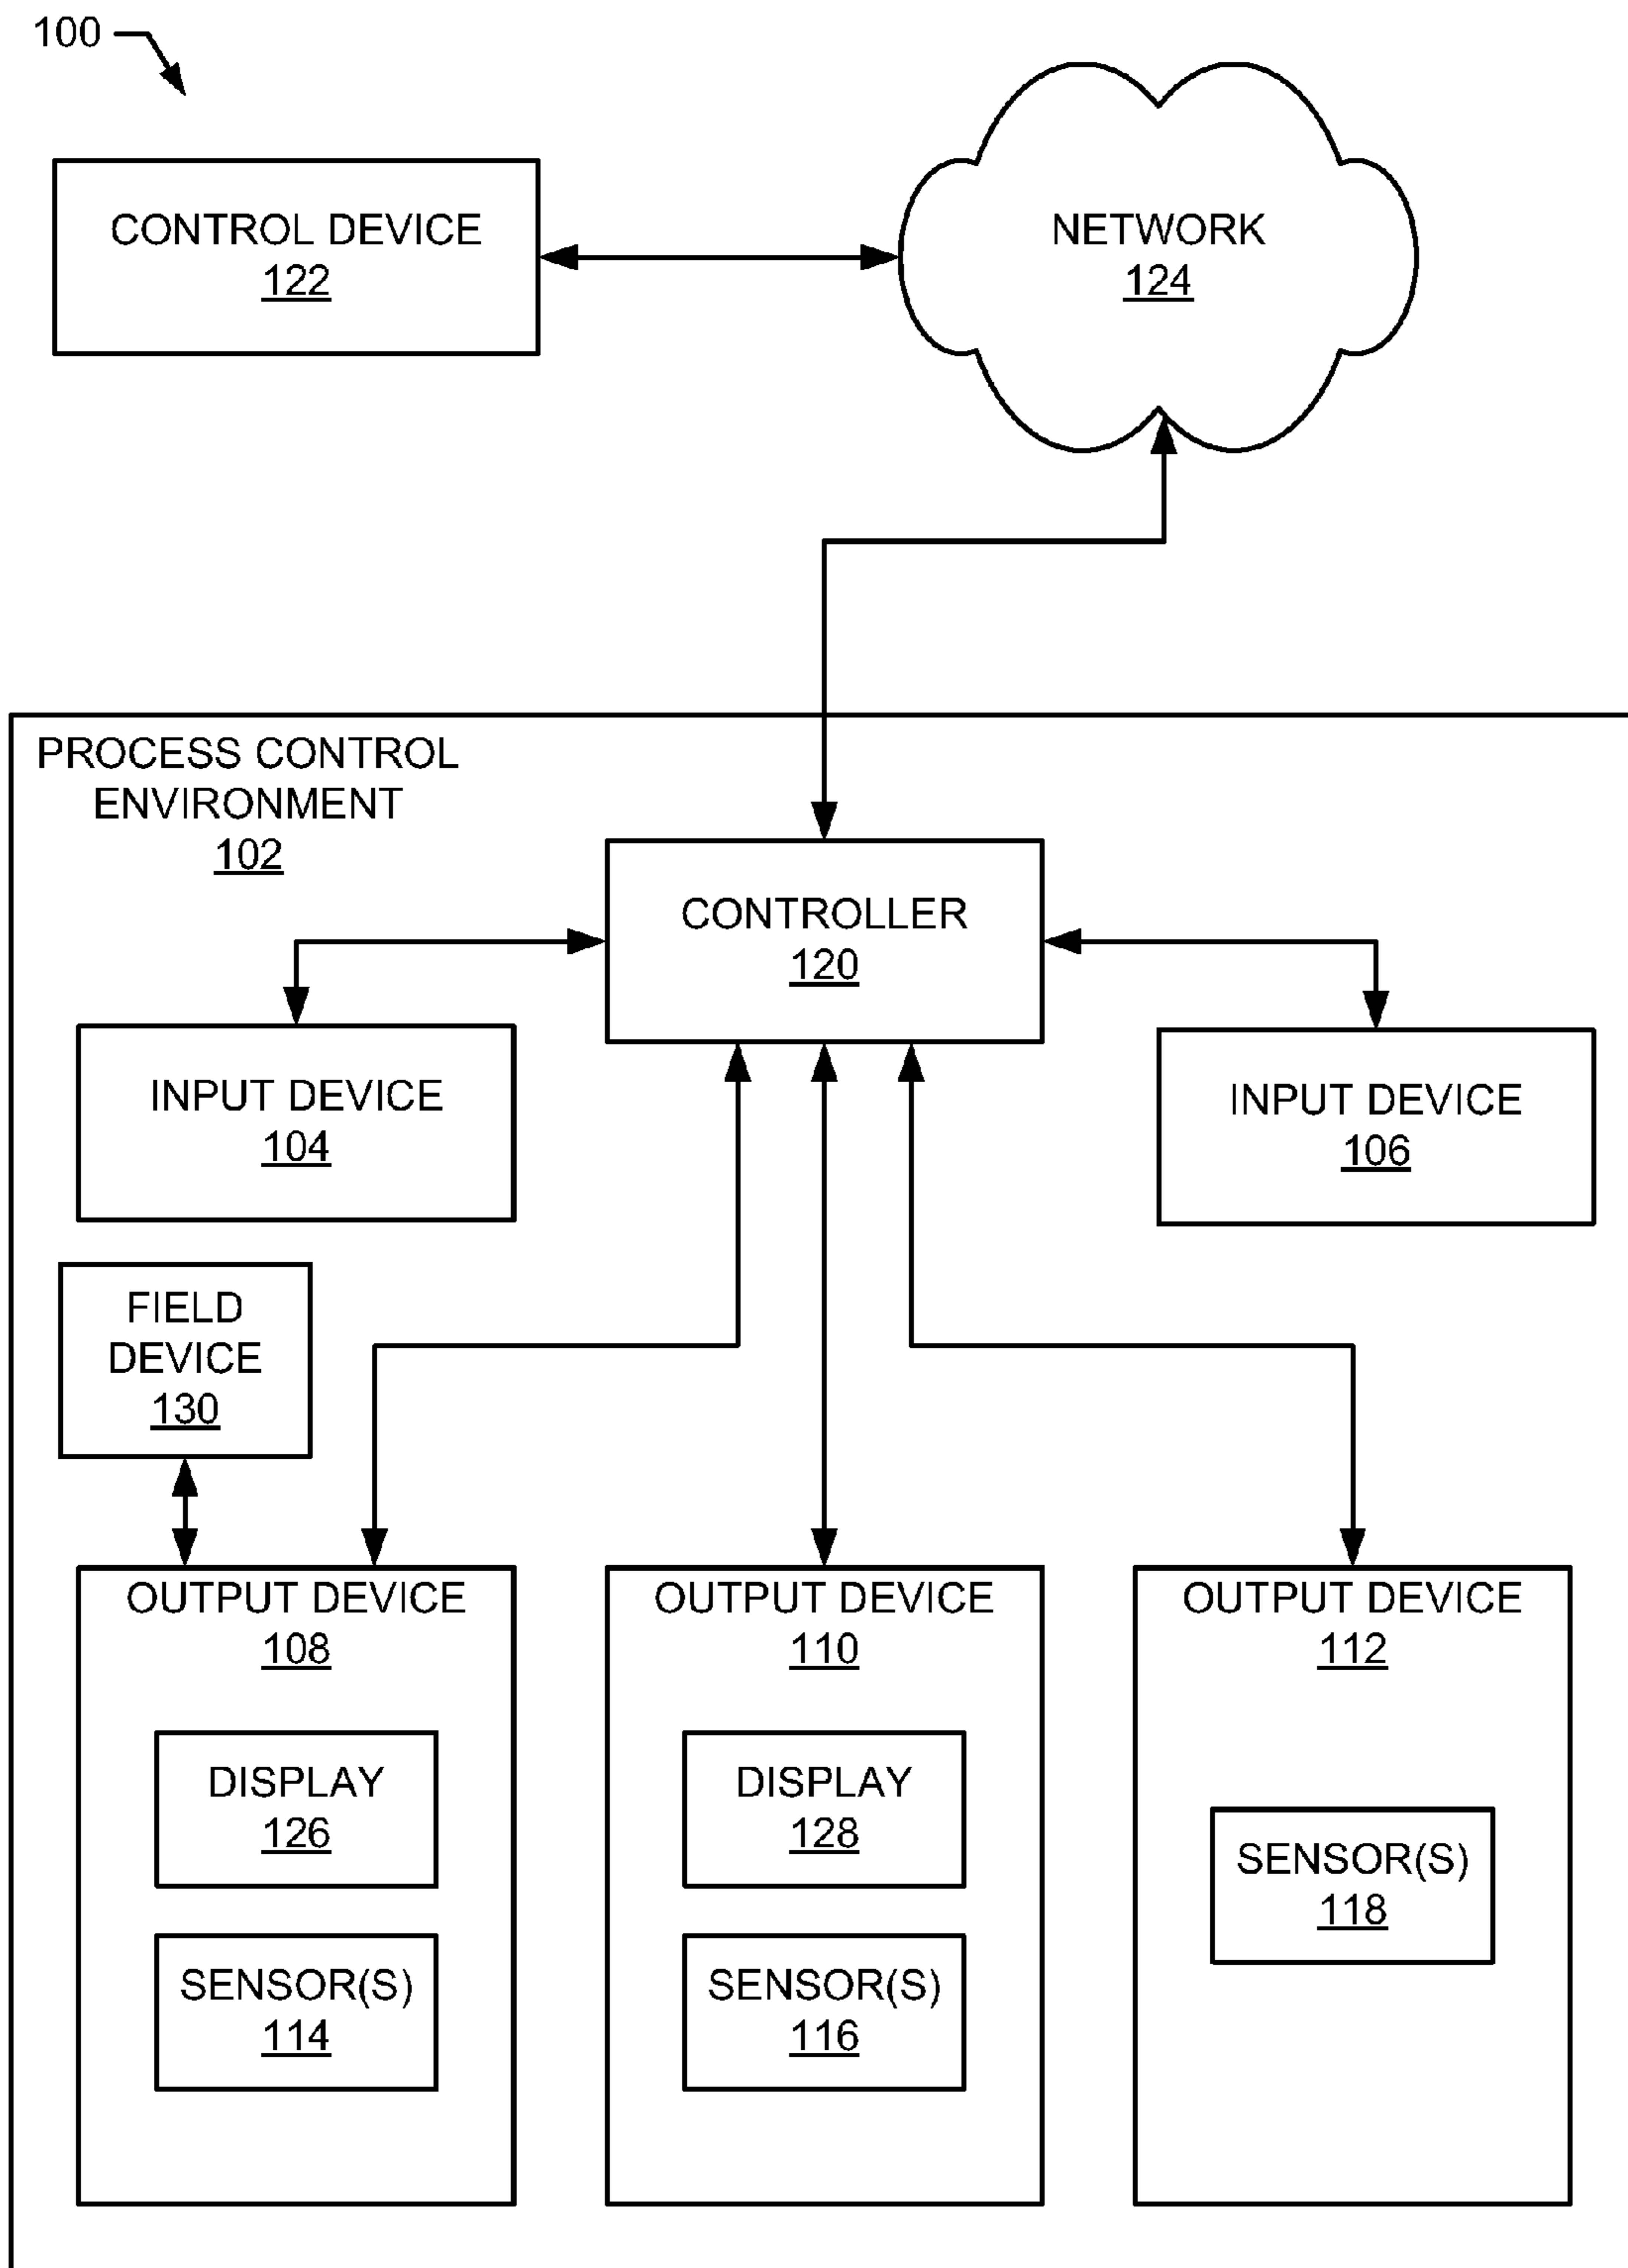 100
CONTROL DEVICE
122
NETWORK
124
PROCESS CONTROL
ENVIRONMENT
102
CONTROLLER
120
INPUT DEVICE
104
INPUT DEVICE
106
FIELD
DEVICE
130
OUTPUT DEVICE
108
DISPLAY
126
SENSOR(S)
114
OUTPUT DEVICE
110
DISPLAY
128
SENSOR(S)
116
OUTPUT DEVICE
112
SENSOR(S)
118